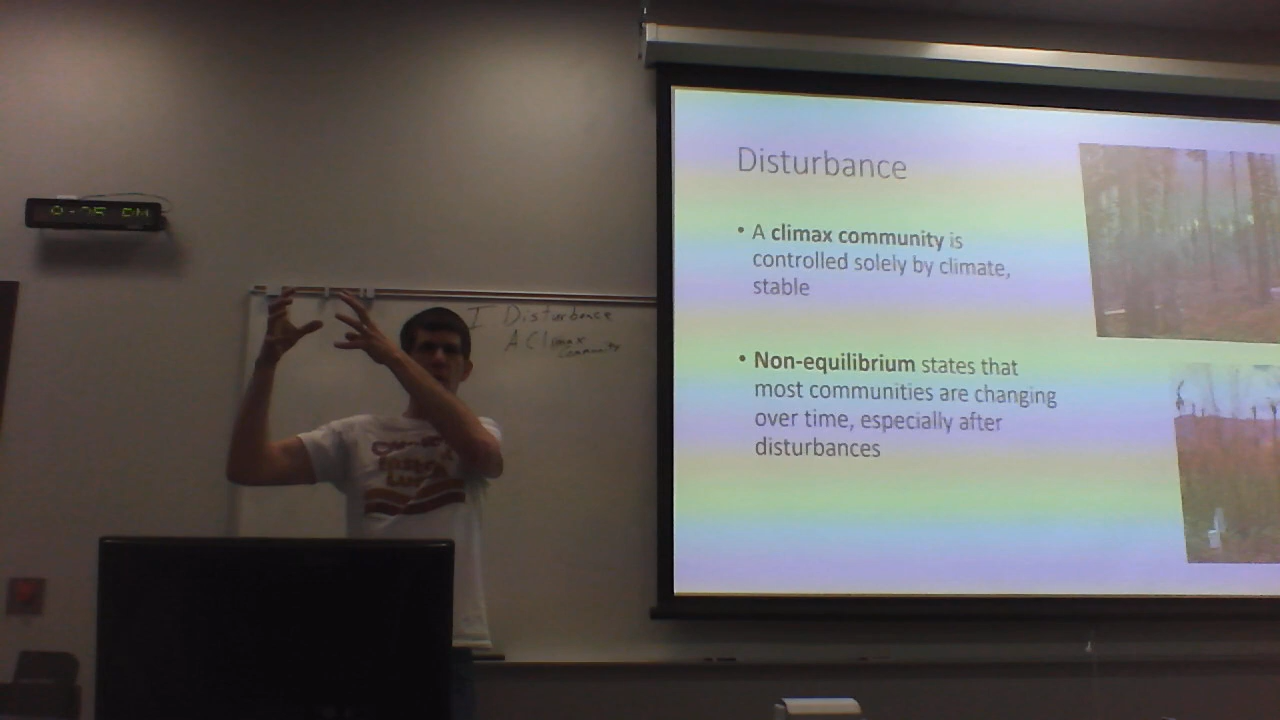 I Disturbance
A Climax
Community
Disturbance
• A climax community is
controlled solely by climate,
stable
• Non-equilibrium states that
most communities are changing
over time, especially after
disturbances